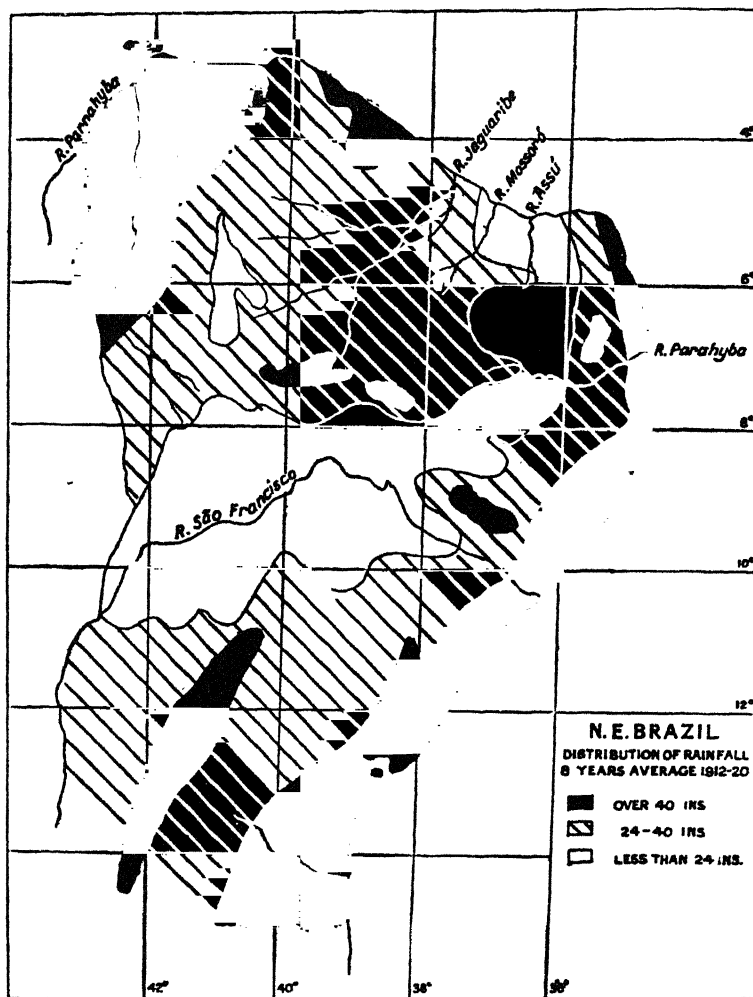 R. Parnahyba
R. Jaguaribe
R. Mossoró
R. Assú
4°
6°
R. Parahyba
8°
R. São Francisco
10°
12°
N. E. BRAZIL
DISTRIBUTION OF RAINFALL
8 YEARS AVERAGE 1912-20
OVER 40 INS
24-40 INS
LESS THAN 24 INS.
42°
40°
38°